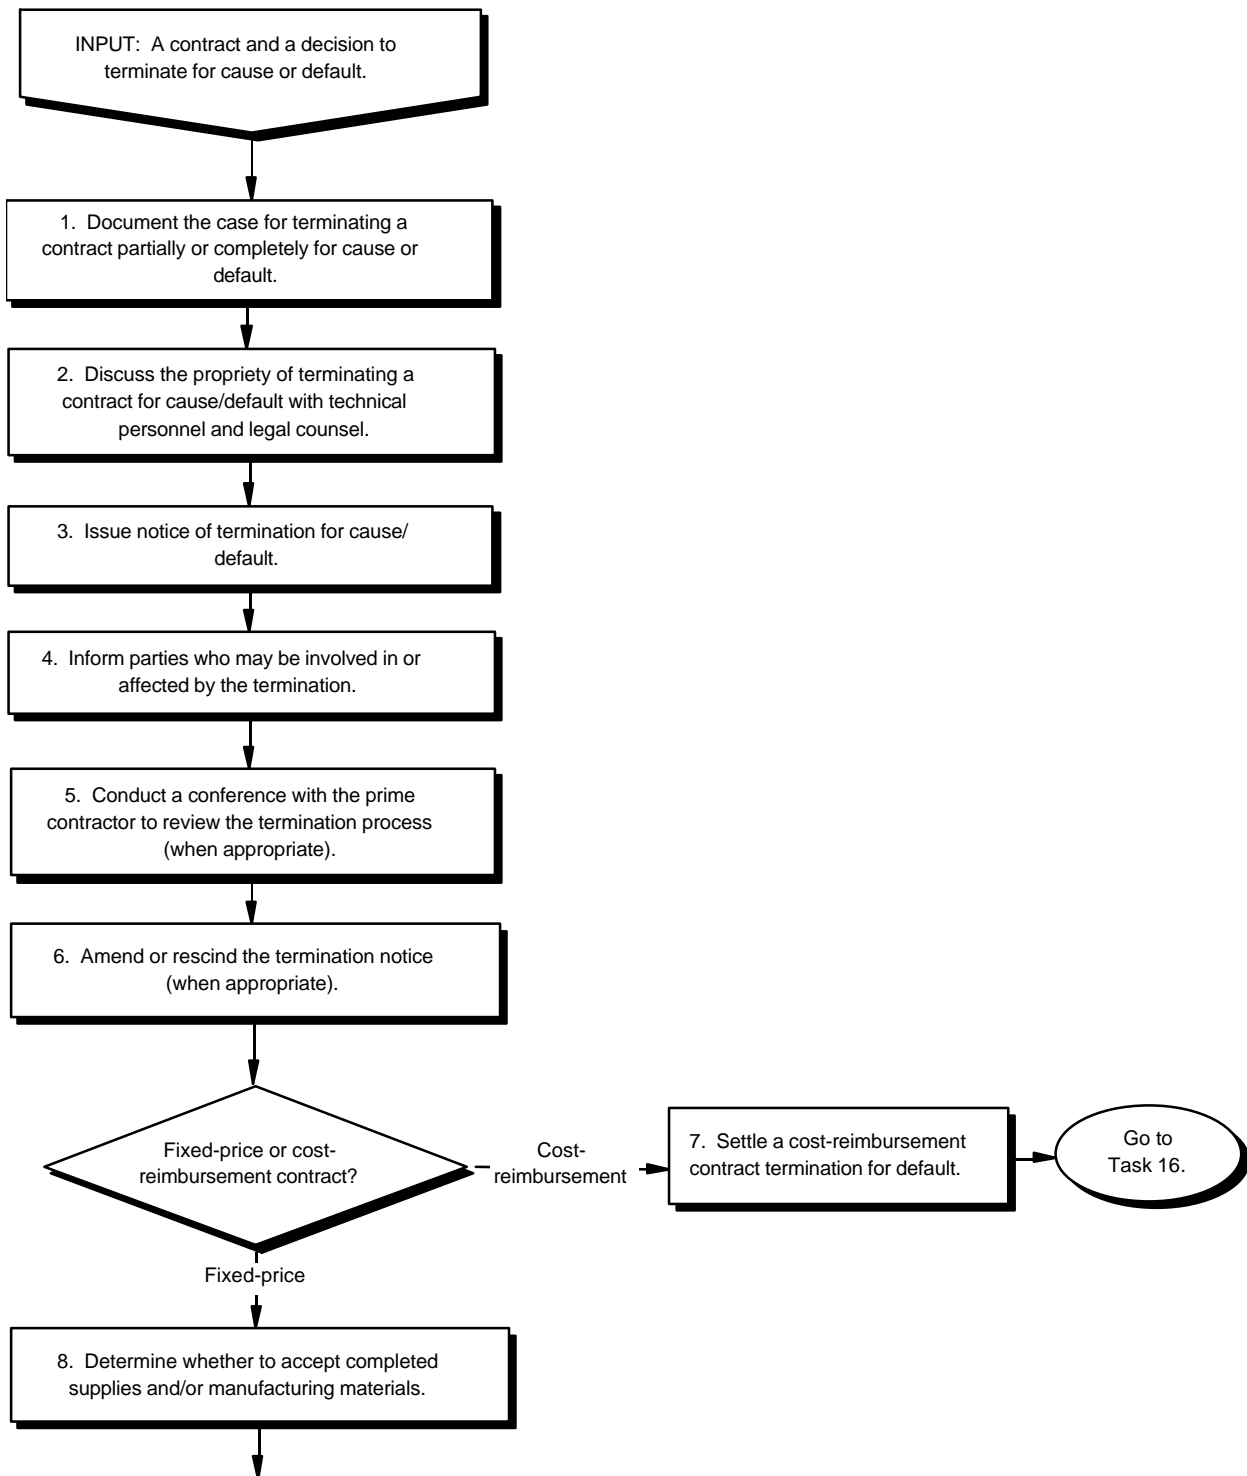 INPUT:  A contract and a decision to
terminate for cause or default.
1.  Document the case for terminating a
contract partially or completely for cause or
default.
2.  Discuss the propriety of terminating a
contract for cause/default with technical
personnel and legal counsel.
3.  Issue notice of termination for cause/
default.
4.  Inform parties who may be involved in or
affected by the termination.
5.  Conduct a conference with the prime
contractor to review the termination process
(when appropriate).
6.  Amend or rescind the termination notice
(when appropriate).
Fixed-price or cost-
reimbursement contract?
Cost-
reimbursement
7.  Settle a cost-reimbursement
contract termination for default.
Go to
Task 16.
Fixed-price
8.  Determine whether to accept completed
supplies and/or manufacturing materials.